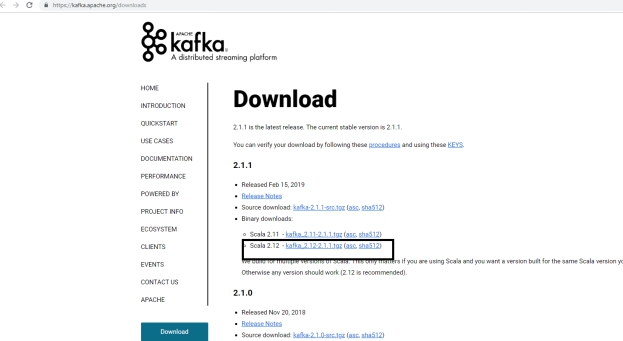 https://kafka.apache.org/downloads
APACHE
kafka
A distributed streaming platform
HOME
INTRODUCTION
QUICKSTART
USE CASES
DOCUMENTATION
PERFORMANCE
POWERED BY
PROJECT INFO
ECOSYSTEM
CLIENTS
EVENTS
CONTACT US
APACHE
Download
Download
2.1.1 is the latest release. The current stable version is 2.1.1.
You can verify your download by following these procedures and using these KEYS.
2.1.1
Released Feb 15, 2019
Release Notes
Source download: kafka-2.1.1-src.tgz (asc, sha512)
Binary downloads:
Scala 2.11 - kafka_2.11-2.1.1.tgz (asc, sha512)
Scala 2.12 - kafka_2.12-2.1.1.tgz (asc, sha512)
We build for multiple versions of Scala. This only matters if you are using Scala and you want a version built for the same Scala version
Otherwise any version should work (2.12 is recommended).
2.1.0
Released Nov 20, 2018
Release Notes
Source download: kafka-2.1.0-src.tgz (asc, sha512)